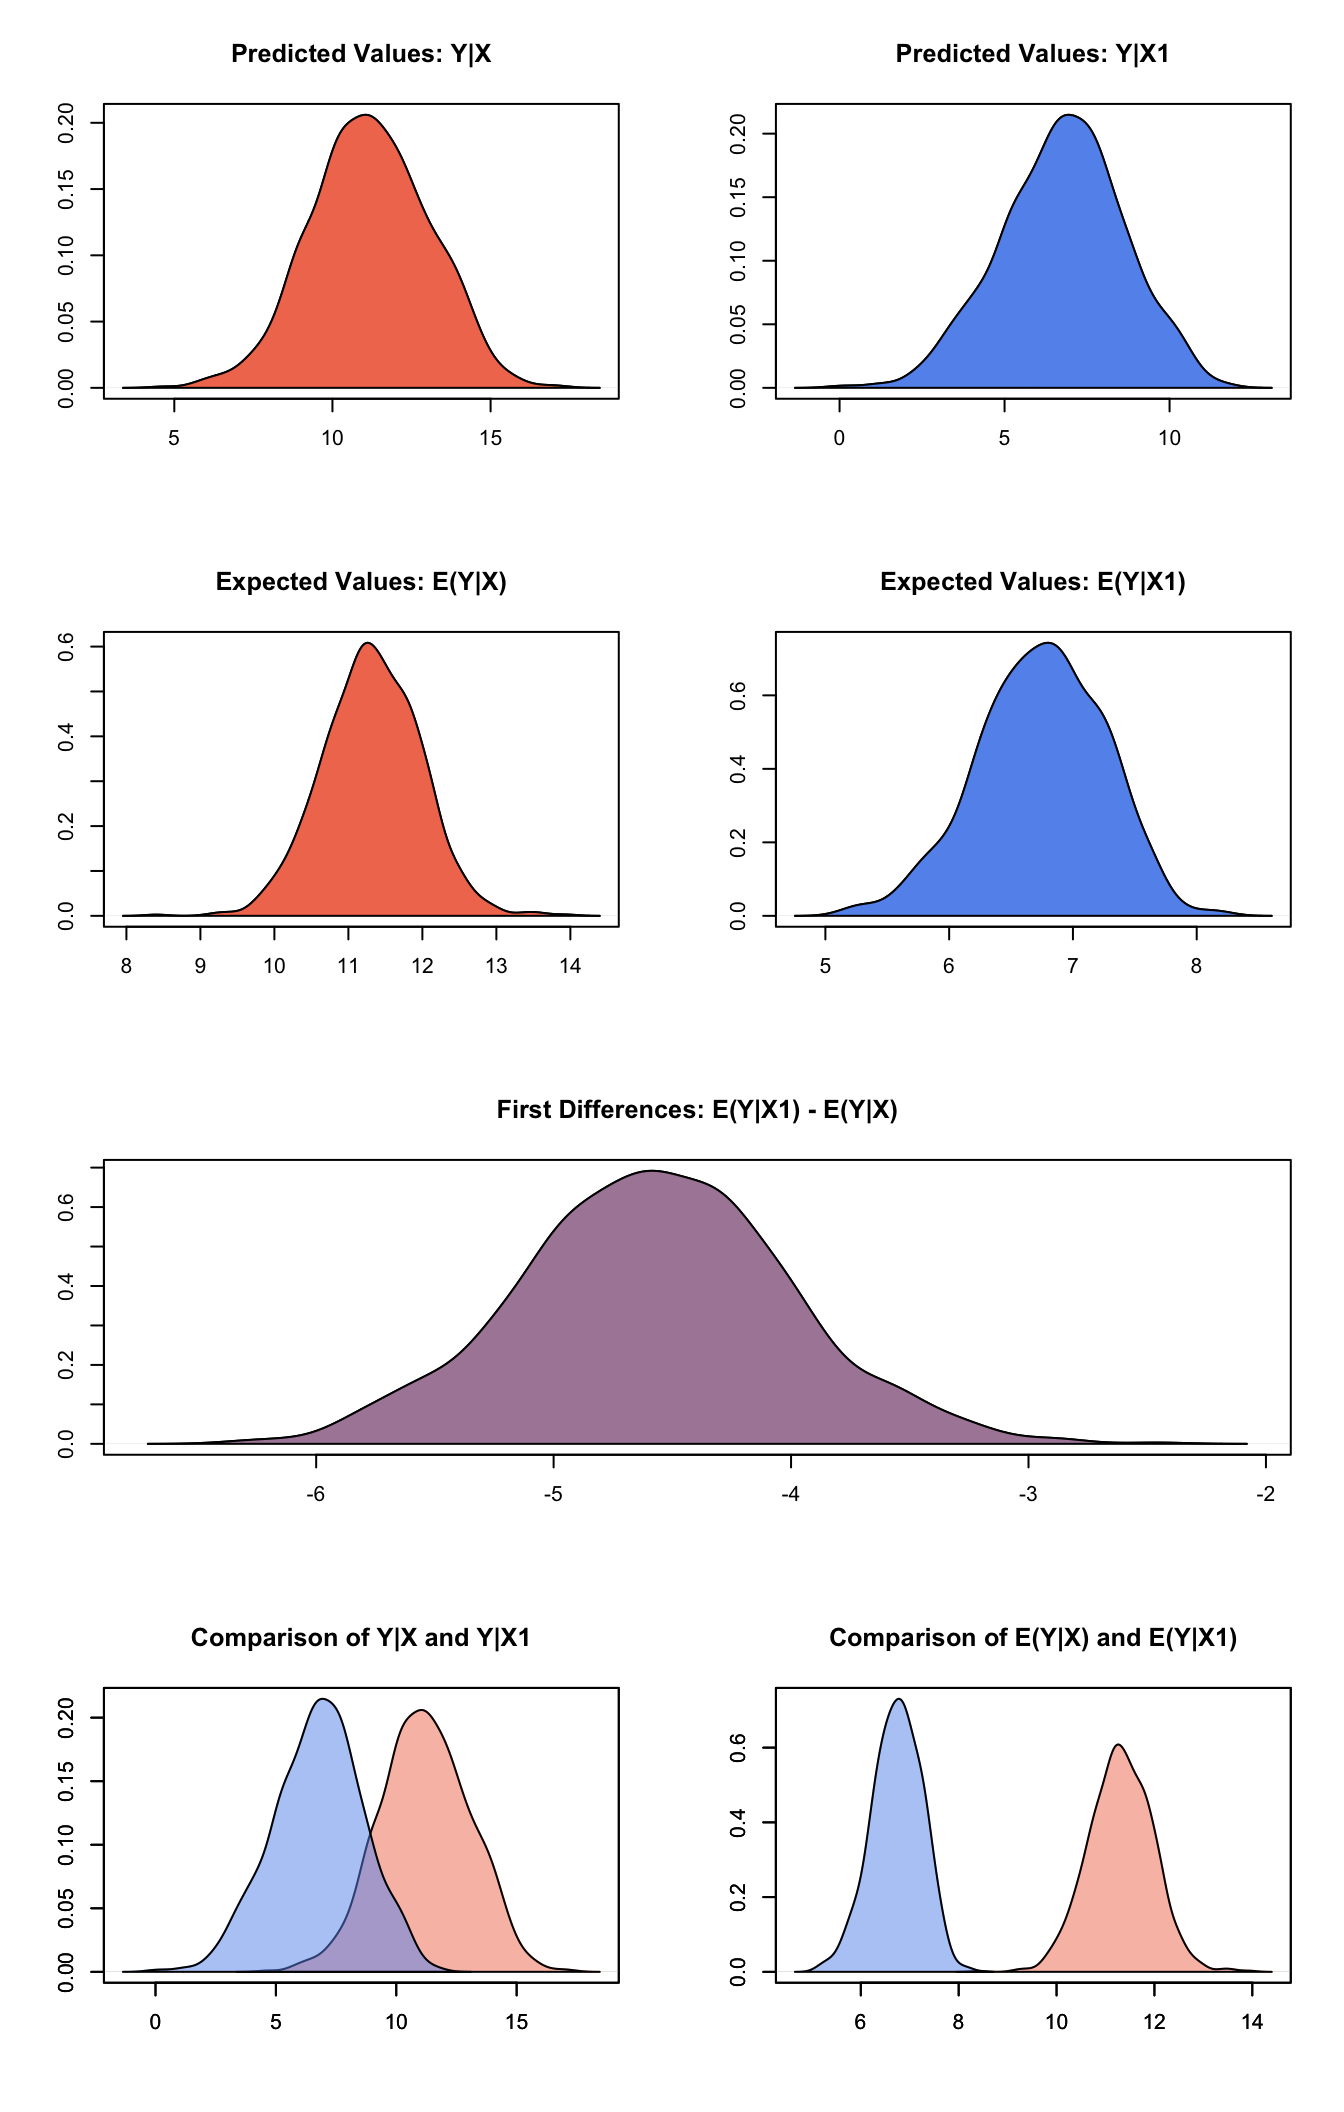 Predicted Values: Y|X
0.00 0.05 0.10 0.15 0.20
5 10 15
Predicted Values: Y|X1
0.00 0.05 0.10 0.15 0.20
0 5 10
Expected Values: E(Y|X)
0.0 0.2 0.4 0.6
8 9 10 11 12 13 14
Expected Values: E(Y|X1)
0.0 0.2 0.4 0.6
5 6 7 8
First Differences: E(Y|X1) - E(Y|X)
0.0 0.2 0.4 0.6
-6 -5 -4 -3 -2
Comparison of Y|X and Y|X1
0.00 0.05 0.10 0.15 0.20
0 5 10 15
Comparison of E(Y|X) and E(Y|X1)
0.0 0.2 0.4 0.6
6 8 10 12 14